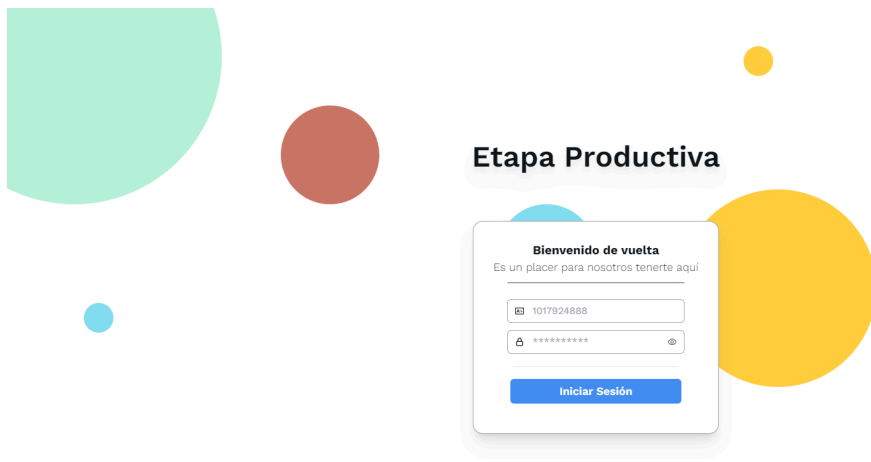 Etapa Productiva
Bienvenido de vuelta
Es un placer para nosotros tenerte aquí
1017924888
**********
Iniciar Sesión